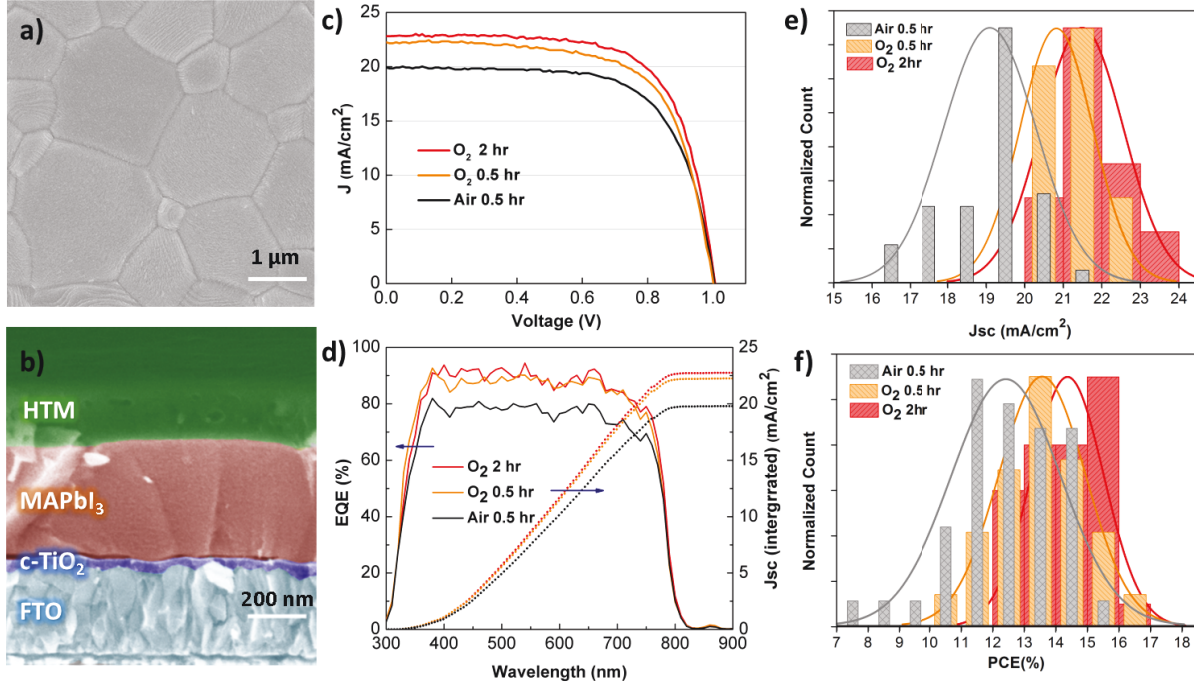 a)
1 µm
b)
HTM
MAPbI3
c-TiO2
FTO
200 nm
c)
25
20
15
10
5
0
J (mA/cm2)
O2 2 hr
O2 0.5 hr
Air 0.5 hr
0.0 0.2 0.4 0.6 0.8 1.0
Voltage (V)
d)
100
80
60
40
20
0
EQE (%)
O2 2 hr
O2 0.5 hr
Air 0.5 hr
25
20
15
10
5
0
Jsc (intergrrated) (mA/cm2)
300 400 500 600 700 800 900
Wavelength (nm)
e)
Air 0.5 hr
O2 0.5 hr
O2 2hr
Normalized Count
15 16 17 18 19 20 21 22 23 24
Jsc (mA/cm2)
f)
Air 0.5 hr
O2 0.5 hr
O2 2hr
Normalized Count
7 8 9 10 11 12 13 14 15 16 17 18
PCE(%)